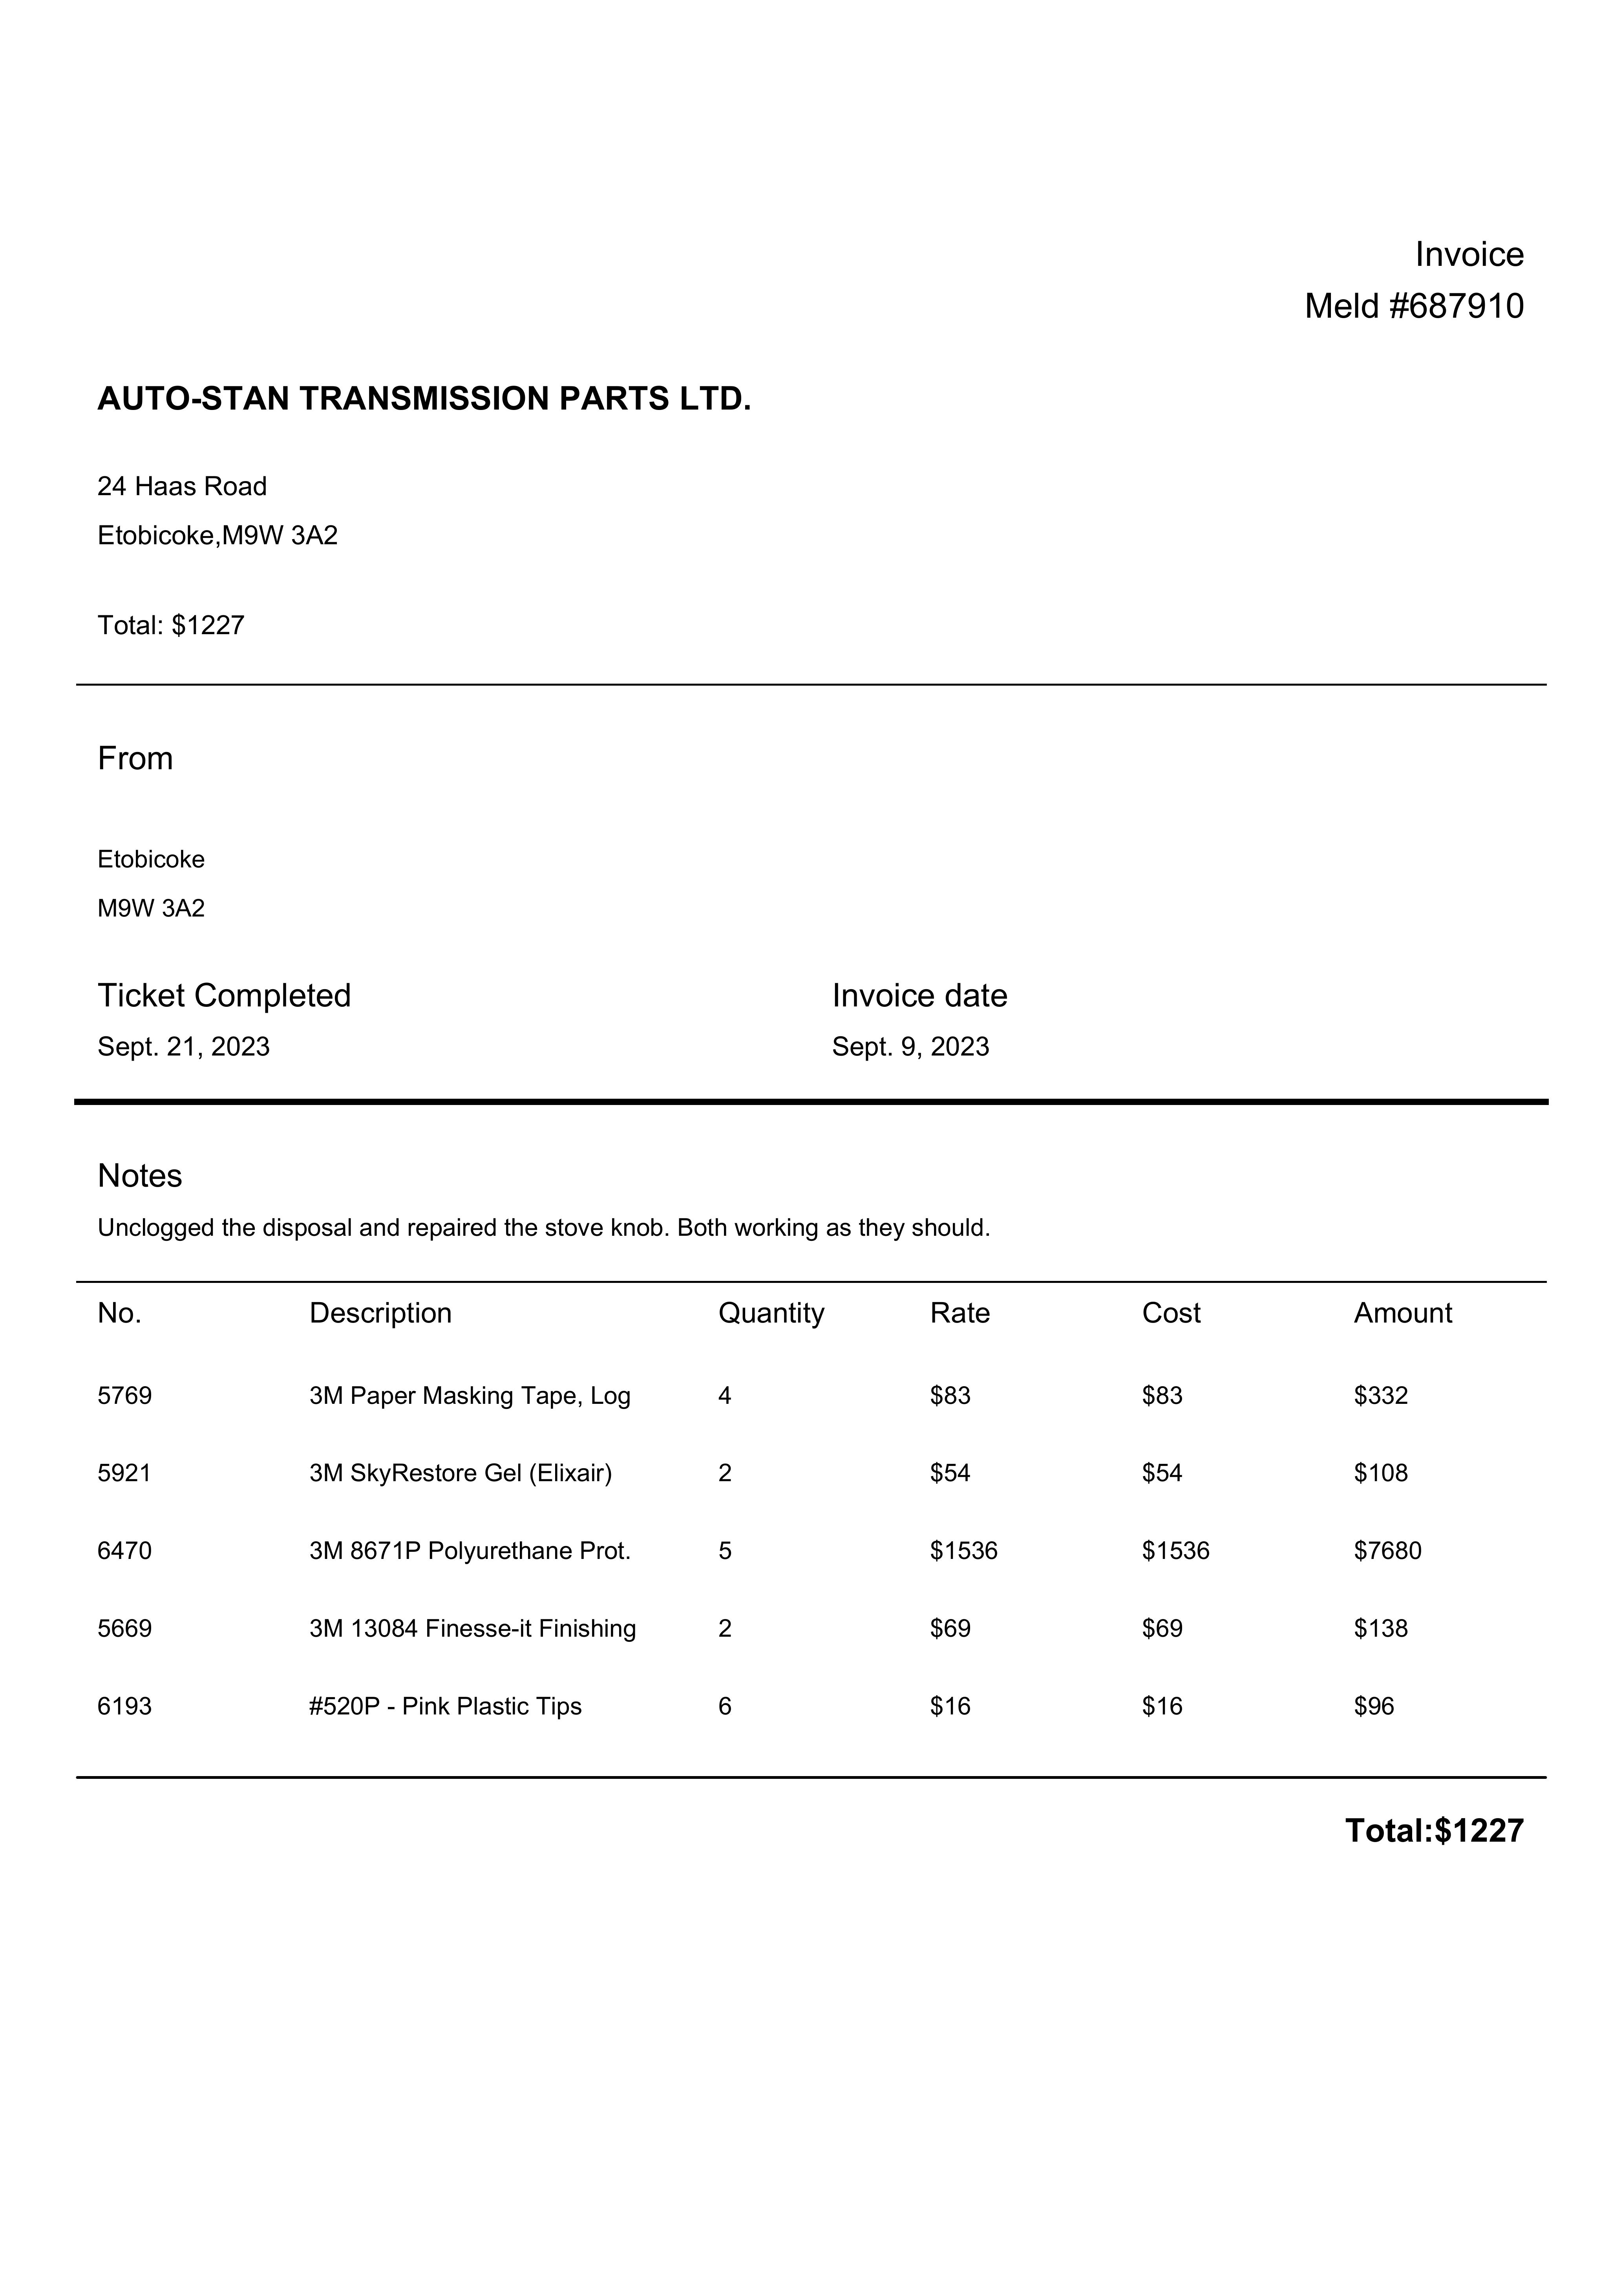 Invoice
Meld #687910
AUTO-STAN TRANSMISSION PARTS LTD.
24 Haas Road
Etobicoke,M9W 3A2
Total: $1227
From
Etobicoke
M9W 3A2
Ticket Completed Invoice date
Sept. 21, 2023 Sept. 9, 2023
Notes
Unclogged the disposal and repaired the stove knob. Both working as they should.
No. Description Quantity Rate Cost Amount
5769 3M Paper Masking Tape, Log 4 $83 $83 $332
5921 3M SkyRestore Gel (Elixair) 2 $54 $54 $108
6470 3M 8671P Polyurethane Prot. 5 $1536 $1536 $7680
5669 3M 13084 Finesse-it Finishing 2 $69 $69 $138
6193 #520P - Pink Plastic Tips 6 $16 $16 $96
Total:$1227